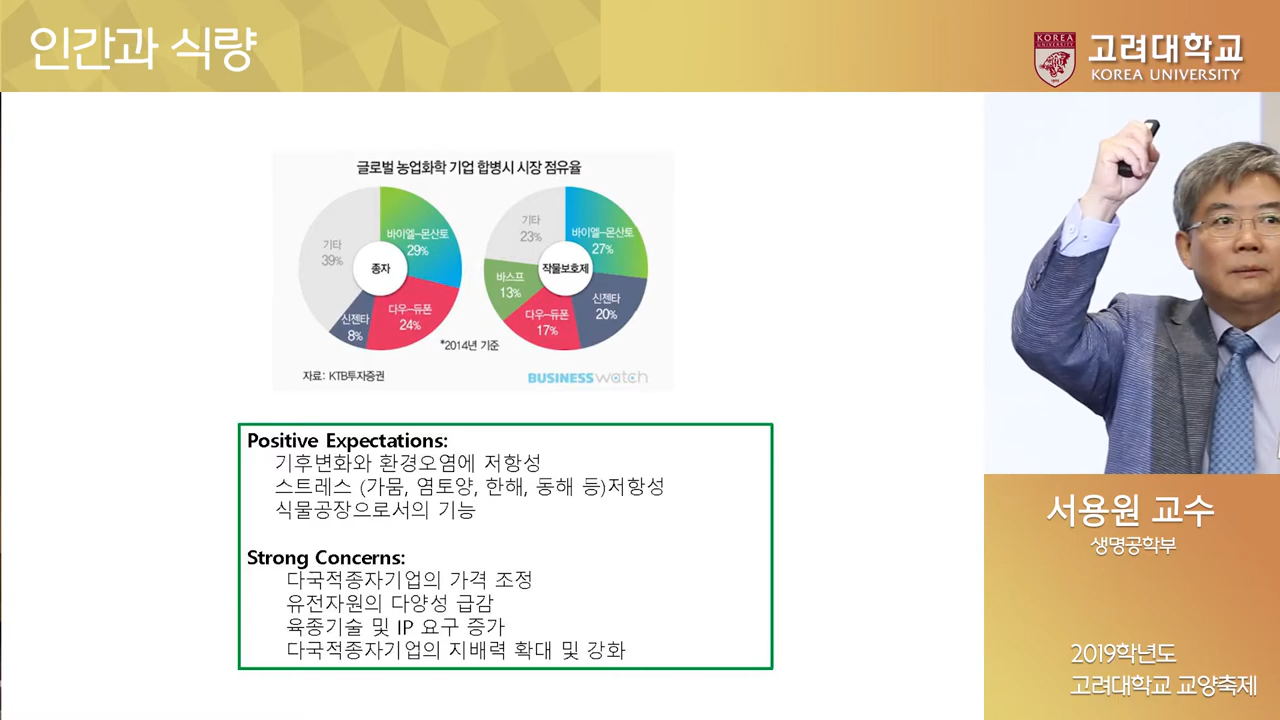 인간과 식량
KOREA
UNIVERSITY
고려대학교
KOREA UNIVERSITY
글로벌 농업화학 기업 합병시 시장 점유율
기타
39%
바이엘-몬산토
29%
종자
신젠타
8%
다우-듀폰
24%
기타
23%
바이엘-몬산토
27%
바스프
13%
작물보호제
신젠타
20%
다우-듀폰
17%
*2014년 기준
자료: KTB투자증권
BUSINESS watch
Positive Expectations:
기후변화와 환경오염에 저항성
스트레스 (가뭄, 염토양, 한해, 동해 등)저항성
식물공장으로서의 기능
Strong Concerns:
다국적종자기업의 가격 조정
유전자원의 다양성 급감
육종기술 및 IP 요구 증가
다국적종자기업의 지배력 확대 및 강화
서용원 교수
생명공학부
2019학년도
고려대학교 교양축제